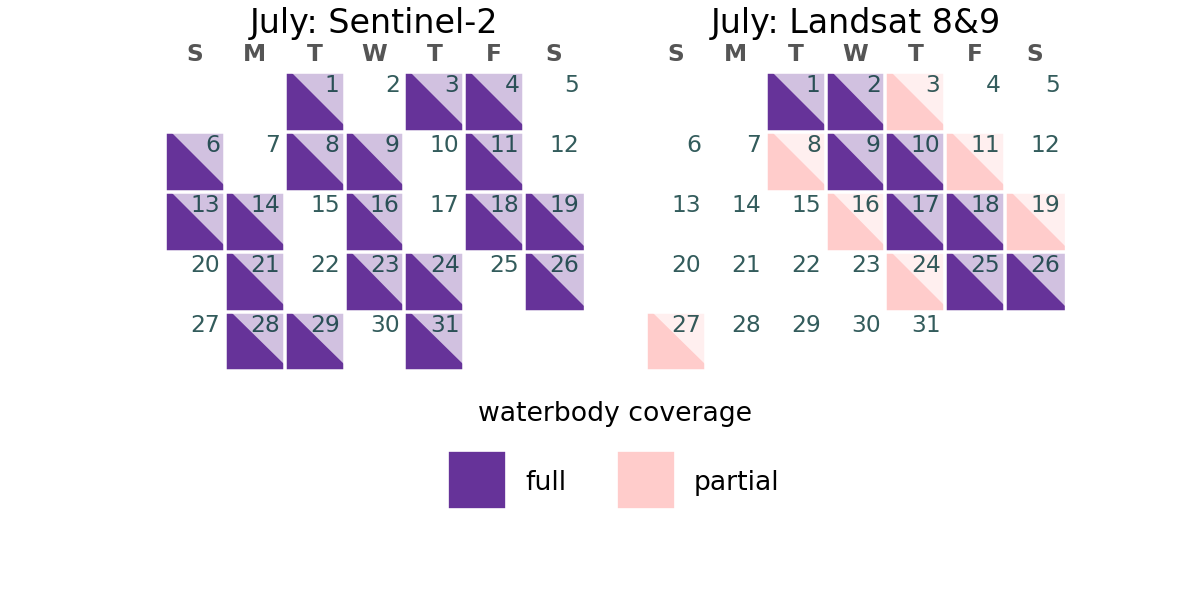 July: Sentinel-2
S M T W T F S
1 2 3 4 5
6 7 8 9 10 11 12
13 14 15 16 17 18 19
20 21 22 23 24 25 26
27 28 29 30 31
July: Landsat 8&9
S M T W T F S
1 2 3 4 5
6 7 8 9 10 11 12
13 14 15 16 17 18 19
20 21 22 23 24 25 26
27 28 29 30 31
waterbody coverage
full partial